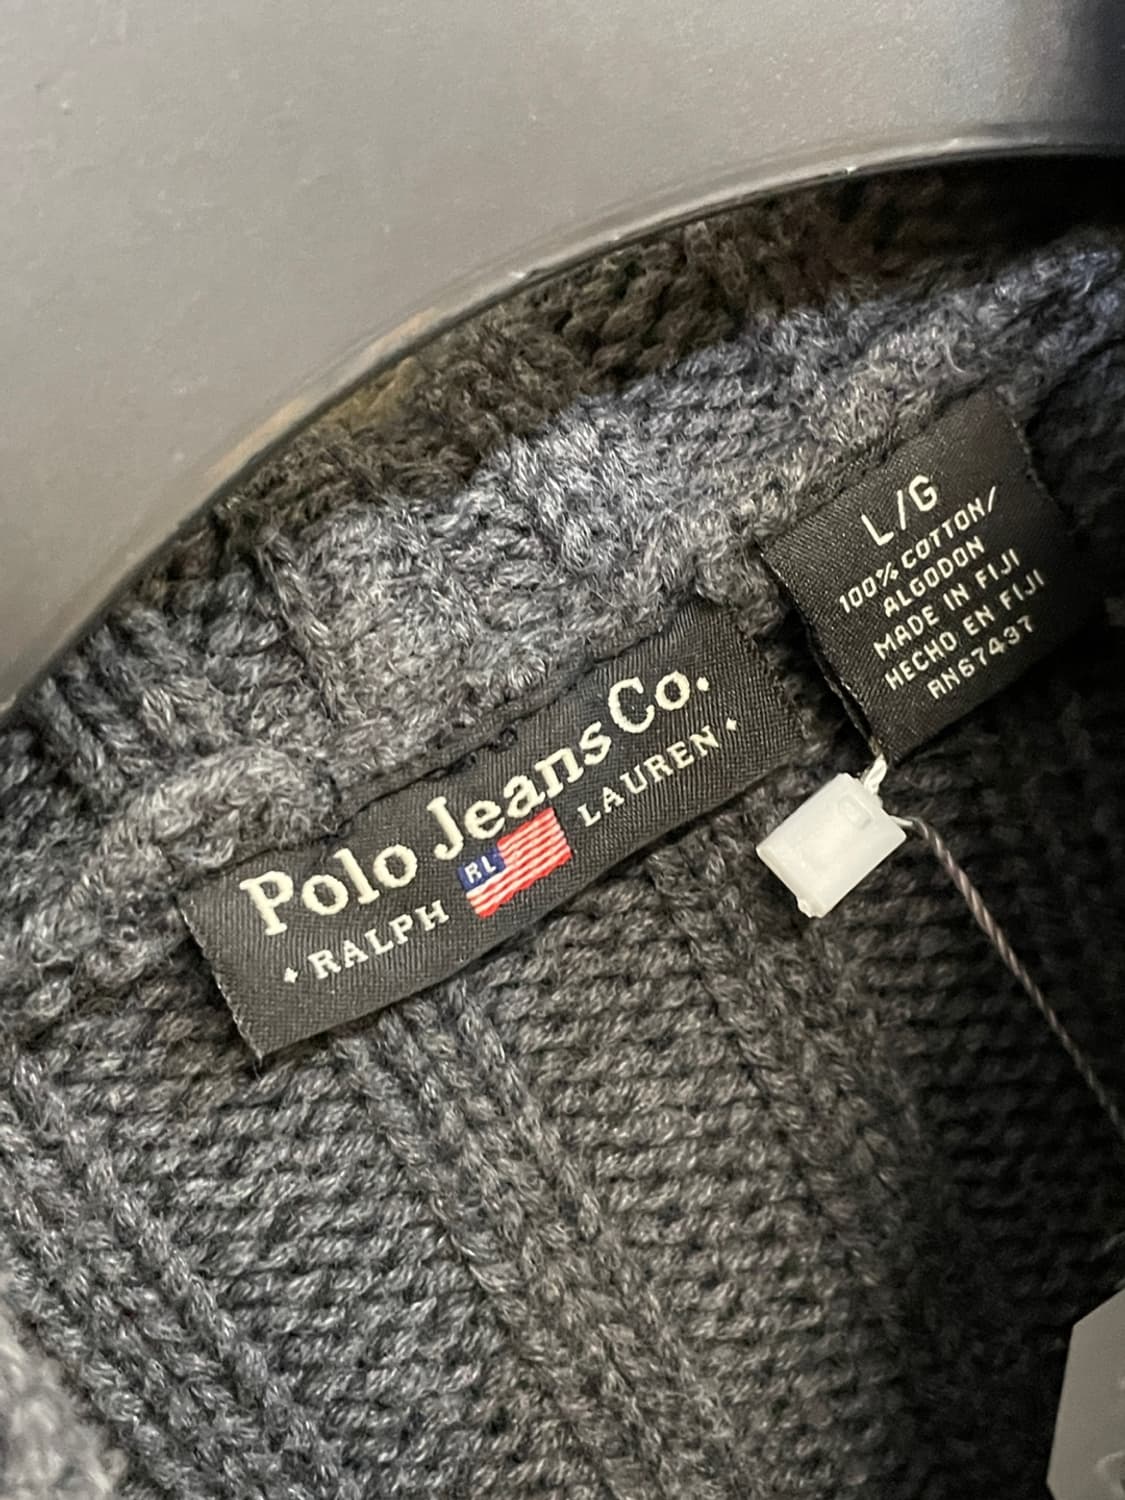 Polo Jeans Co.
RALPH RL LAUREN
L/G
100% COTTON/
ALGODON
MADE IN FIJI
HECHO EN FIJI
RN67437